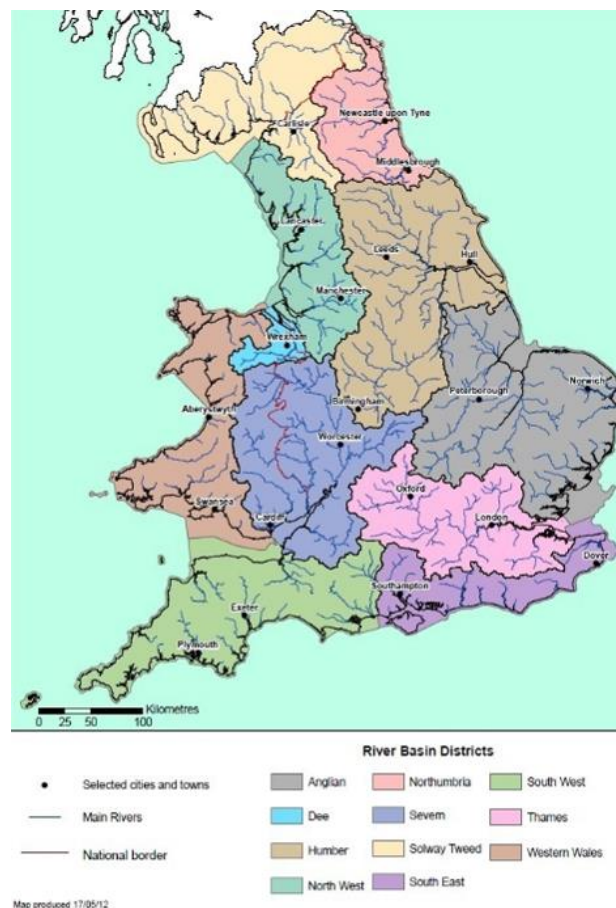 Newcastle upon Tyne
Carlisle
Middlesbrough
Lancaster
Leeds
Hull
Manchester
Wrexham
Norwich
Peterborough
Birmingham
Aberystwyth
Worcester
Oxford
Swansea
London
Cardiff
Dover
Southampton
Exeter
Plymouth
Kilometres
0 25 50 100
River Basin Districts
Selected cities and towns
Main Rivers
National border
Anglian
Northumbria
South West
Dee
Severn
Thames
Humber
Solway Tweed
Western Wales
North West
South East
Map produced 17/05/12